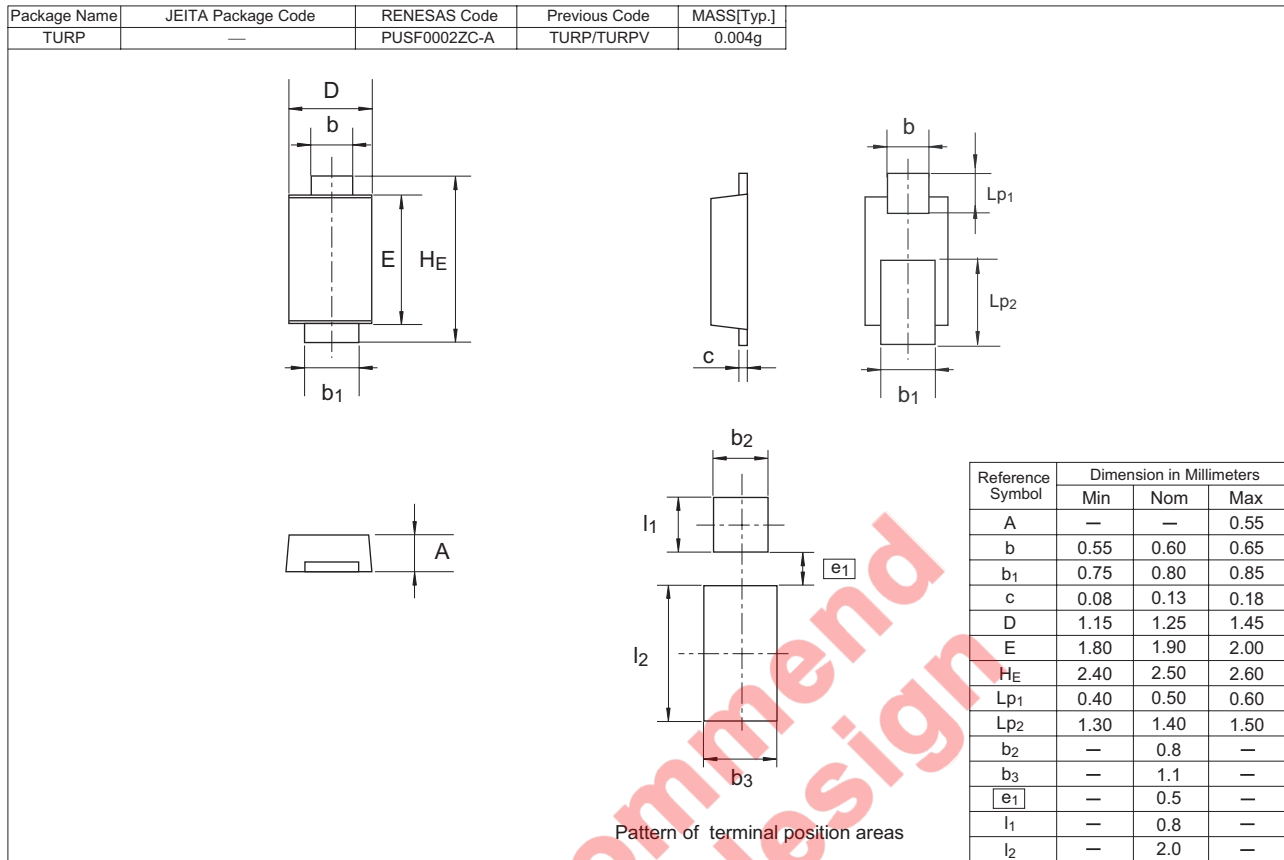 Package Name JEITA Package Code RENESAS Code Previous Code MASS[Typ.]
TURP — PUSF0002ZC-A TURP/TURPV 0.004g
D
b
E
HE
b1
c
b
Lp1
Lp2
b1
A
b2
l1
e1
l2
b3
Pattern of terminal position areas
Reference Symbol Dimension in Millimeters
Min Nom Max
A — — 0.55
b 0.55 0.60 0.65
b1 0.75 0.80 0.85
c 0.08 0.13 0.18
D 1.15 1.25 1.45
E 1.80 1.90 2.00
HE 2.40 2.50 2.60
Lp1 0.40 0.50 0.60
Lp2 1.30 1.40 1.50
b2 — 0.8 —
b3 — 1.1 —
e1 — 0.5 —
l1 — 0.8 —
l2 — 2.0 —
ommend
design